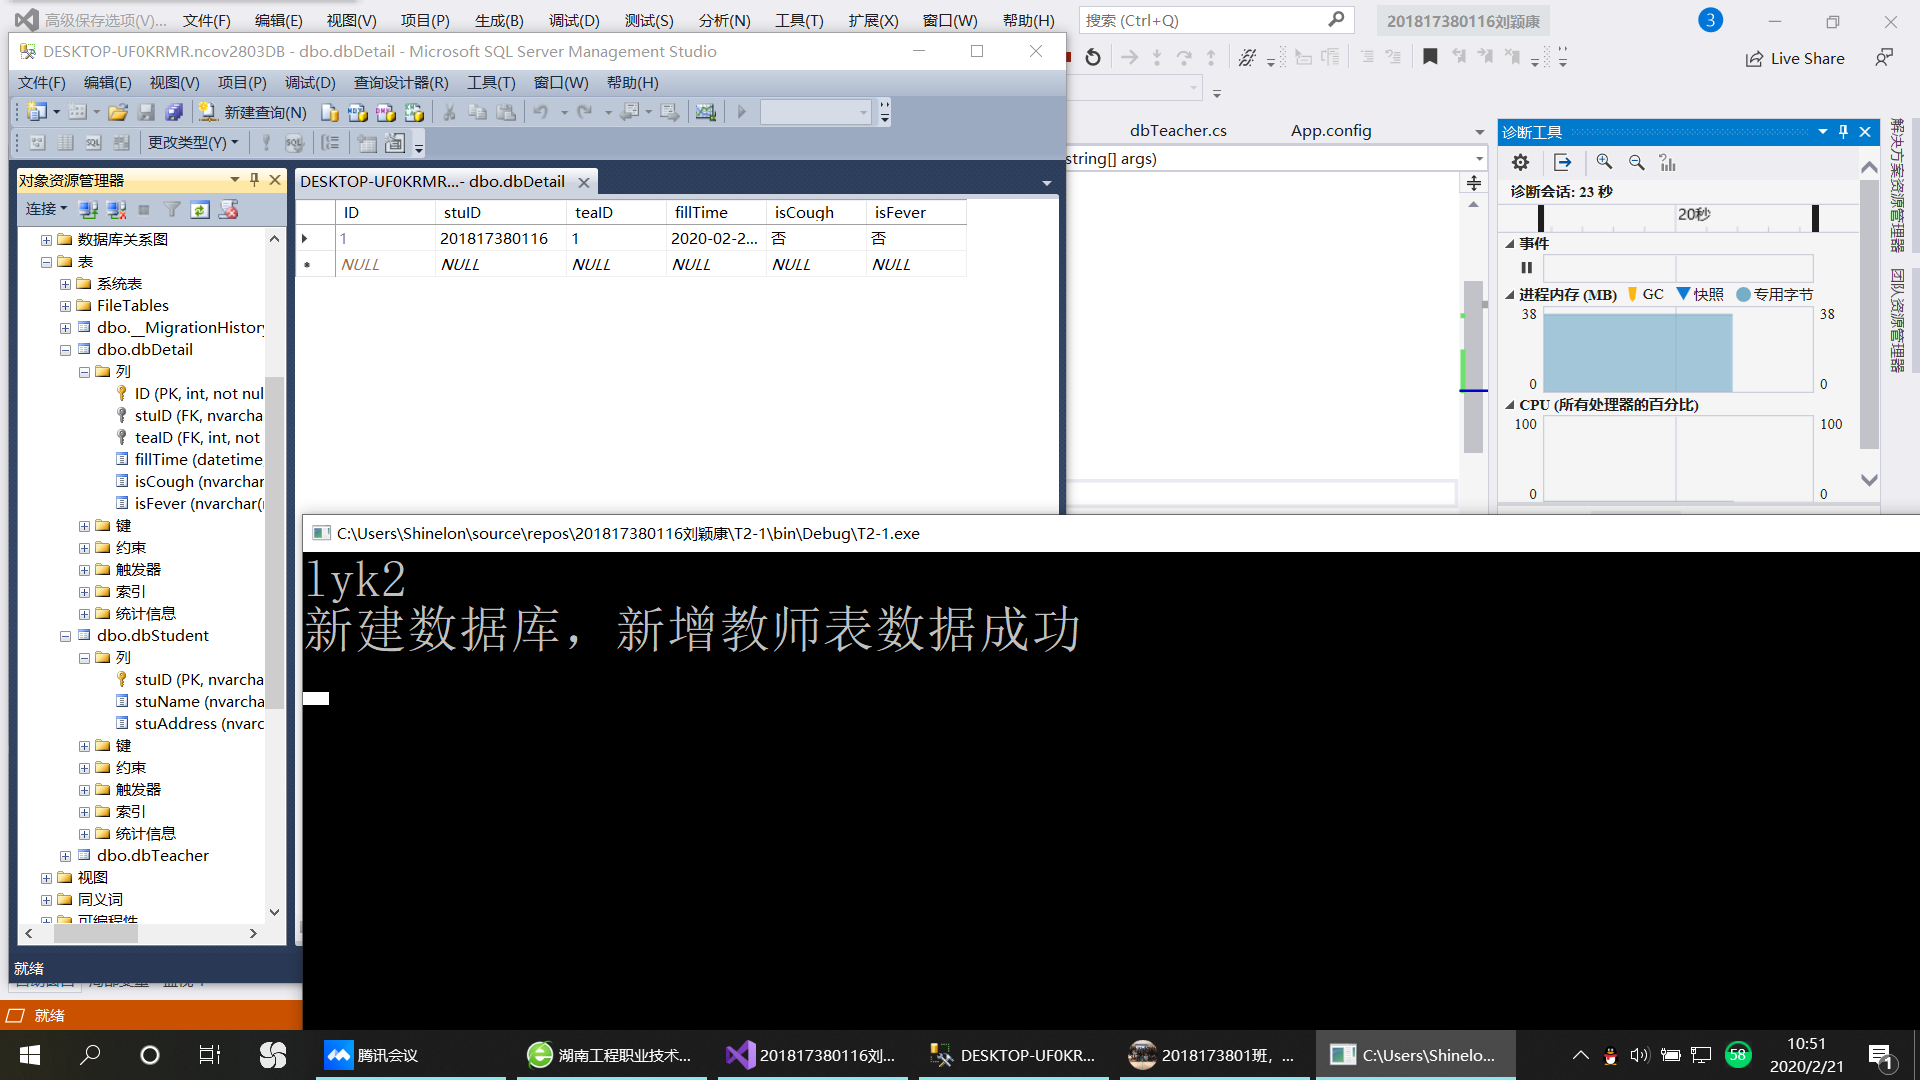 高级保存选项(V)... 文件(F) 编辑(E) 视图(V) 项目(P) 生成(B) 调试(D) 测试(S) 分析(N) 工具(T) 扩展(X) 窗口(W) 帮助(H) 搜索 (Ctrl+Q) 201817380116刘颖康 3
DESKTOP-UF0KRMR.ncov2803DB - dbo.dbDetail - Microsoft SQL Server Management Studio
Live Share
文件(F) 编辑(E) 视图(V) 项目(P) 调试(D) 查询设计器(R) 工具(T) 窗口(W) 帮助(H)
新建查询(N)
更改类型(Y)
dbTeacher.cs App.config
string[] args)
对象资源管理器
连接
数据库关系图
表
系统表
FileTables
dbo.__MigrationHistory
dbo.dbDetail
列
ID (PK, int, not nul
stuID (FK, nvarcha
teaID (FK, int, not
fillTime (datetime
isCough (nvarchar
isFever (nvarchar(
键
约束
触发器
索引
统计信息
dbo.dbStudent
列
stuID (PK, nvarcha
stuName (nvarcha
stuAddress (nvarc
键
约束
触发器
索引
统计信息
dbo.dbTeacher
视图
同义词
可编程性
就绪
DESKTOP-UF0KRMR...- dbo.dbDetail
ID stuID teaID fillTime isCough isFever
1 201817380116 1 2020-02-2... 否 否
NULL NULL NULL NULL NULL NULL
诊断工具
诊断会话: 23 秒
20秒
事件
进程内存 (MB) GC 快照 专用字节
38 38
0 0
CPU (所有处理器的百分比)
100 100
0 0
解决方案资源管理器
团队资源管理器
C:\Users\Shinelon\source\repos\201817380116刘颖康\T2-1\bin\Debug\T2-1.exe
lyk2
新建数据库，新增教师表数据成功
就绪
腾讯会议 湖南工程职业技术... 201817380116刘... DESKTOP-UF0KR... 2018173801班，... C:\Users\Shinelo... 58
10:51
2020/2/21
1